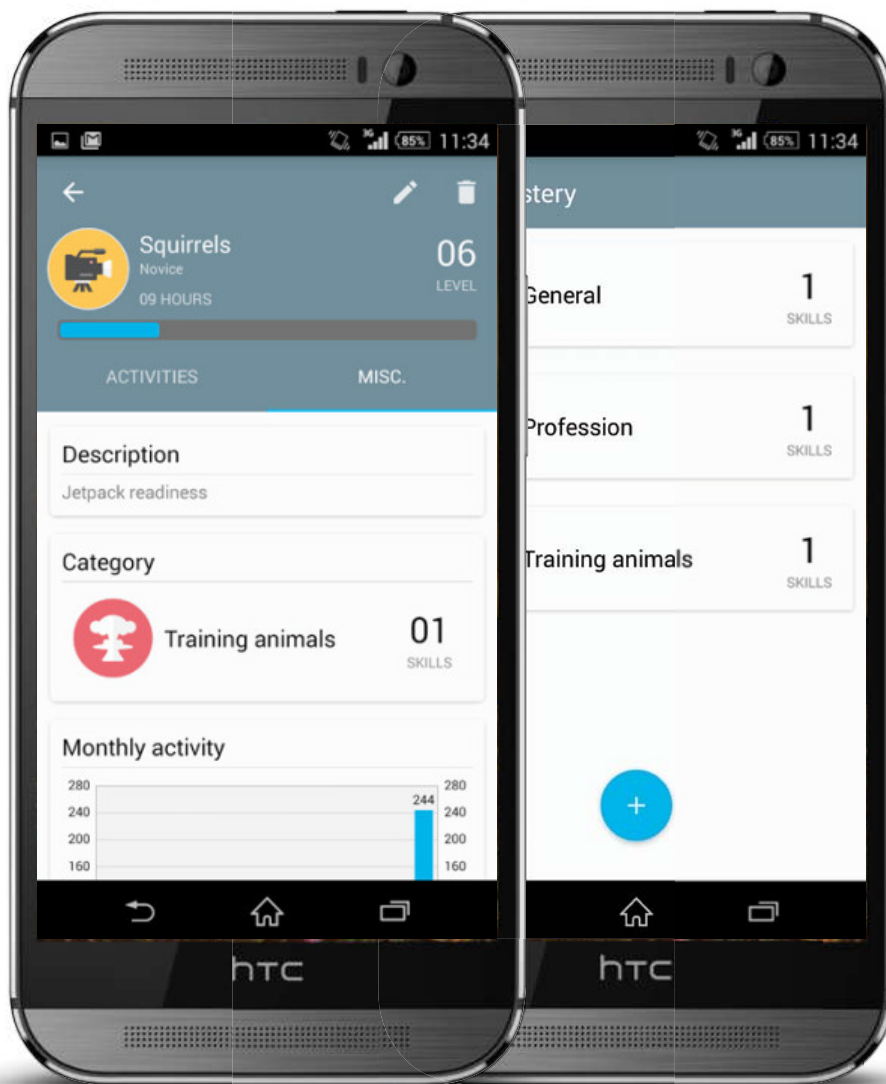 3G 85% 11:34
Squirrels
Novice
09 HOURS
06
LEVEL
ACTIVITIES MISC.
Description
Jetpack readiness
Category
Training animals
01
SKILLS
Monthly activity
280 280
244
240 240
200 200
160 160
hTC
3G 85% 11:34
stery
General
1
SKILLS
Profession
1
SKILLS
Training animals
1
SKILLS
+
hTC